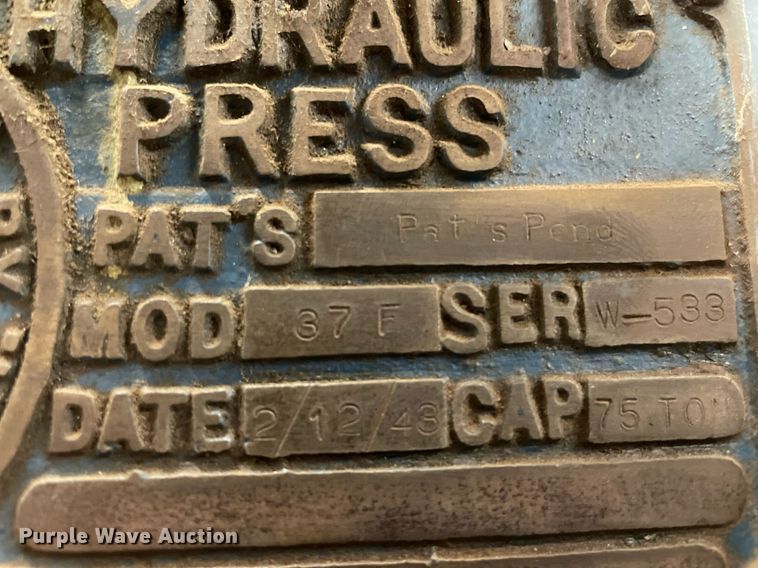 HYDRAULIC
PRESS
PAT'S Pat's Pend
MOD 37 F SER W-533
DATE 2/12/43 CAP 75.TON
Purple Wave Auction